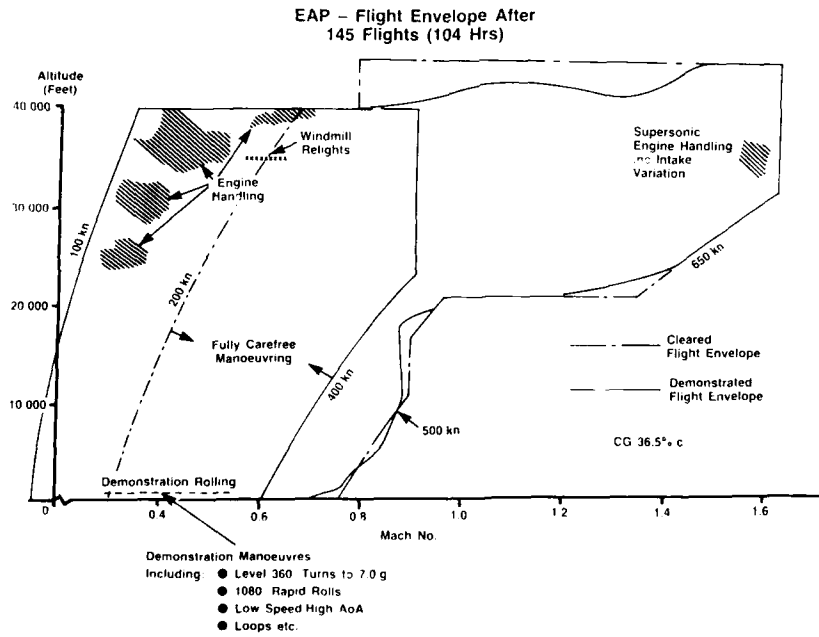 EAP – Flight Envelope After
145 Flights (104 Hrs)
Altitude
(Feet)
40 000
30 000
20 000
10 000
0
0.4
0.6
0.8
1.0
1.2
1.4
1.6
Mach No.
100 kn
200 kn
400 kn
500 kn
650 kn
Windmill
Relights
Engine
Handling
Fully Carefree
Manoeuvring
Supersonic
Engine Handling
Intake
Variation
Cleared
Flight Envelope
Demonstrated
Flight Envelope
CG 36.5% c
Demonstration Rolling
Demonstration Manoeuvres
Including: ● Level 360 Turns to 7.0 g
● 1080 Rapid Rolls
● Low Speed High AoA
● Loops etc.